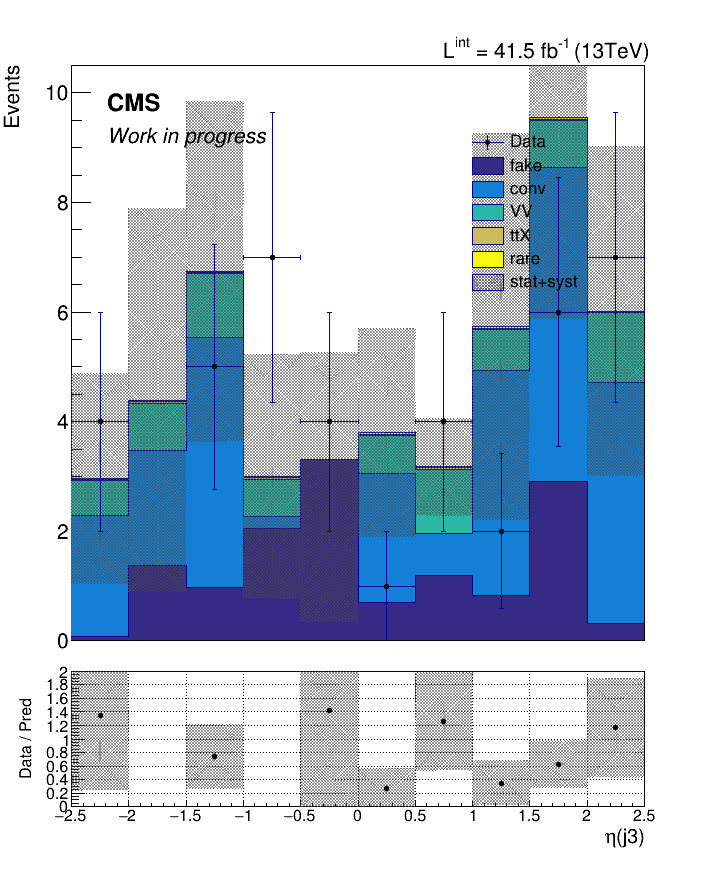 L^int = 41.5 fb^-1 (13TeV)
Events
CMS
Work in progress
Data
fake
conv
VV
ttX
rare
stat+syst
10
8
6
4
2
0
Data / Pred
2
1.8
1.6
1.4
1.2
1
0.8
0.6
0.4
0.2
0
−2.5 −2 −1.5 −1 −0.5 0 0.5 1 1.5 2 2.5
η(j3)